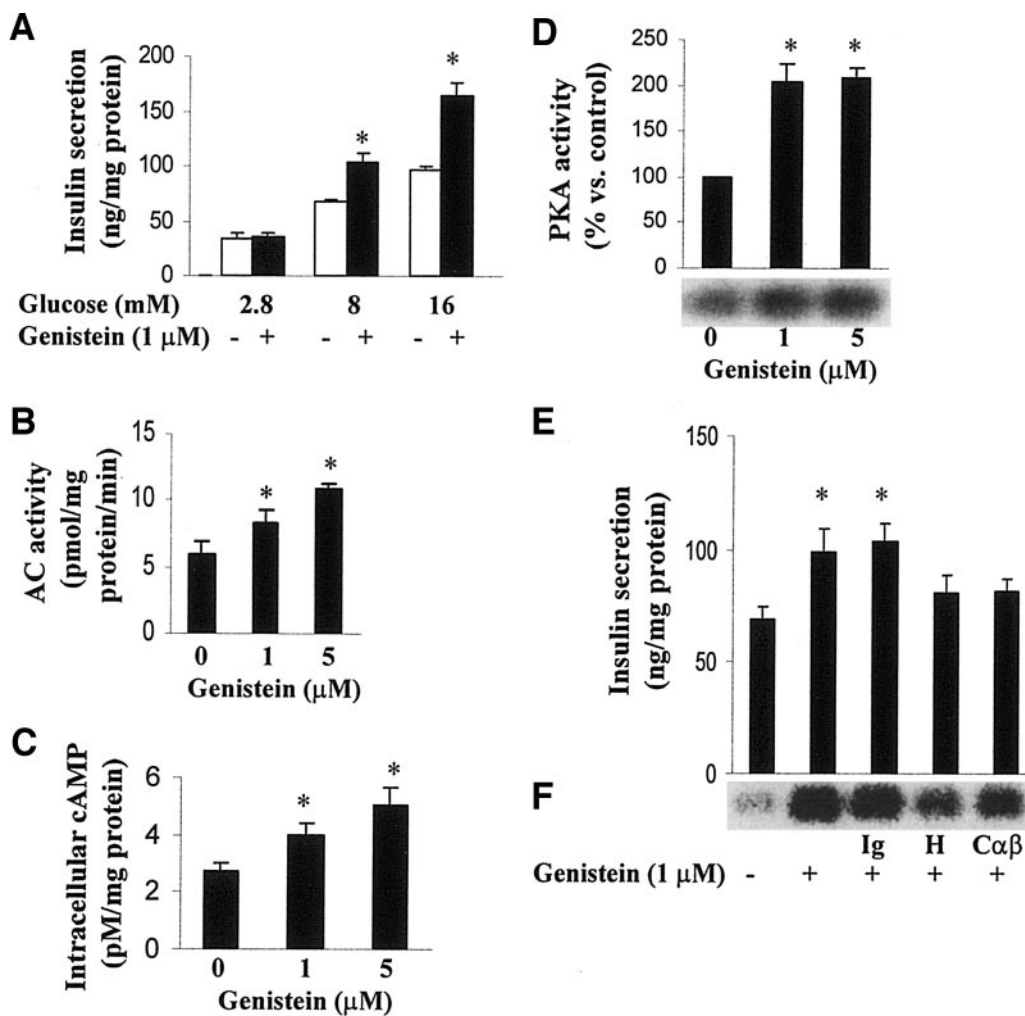 A
Insulin secretion
(ng/mg protein)
200
150
100
50
0
*
*
Glucose (mM) 2.8 8 16
Genistein (1 μM) - + - + - +
B
AC activity
(pmol/mg
protein/min)
15
10
5
0
*
*
0 1 5
Genistein (μM)
C
Intracellular cAMP
(pM/mg protein)
6
4
2
0
*
*
0 1 5
Genistein (μM)
D
PKA activity
(% vs. control)
250
200
150
100
50
0
* *
0 1 5
Genistein (μM)
E
Insulin secretion
(ng/mg protein)
150
100
50
0
* *
F
Ig H Cαβ
Genistein (1 μM) - + + + +